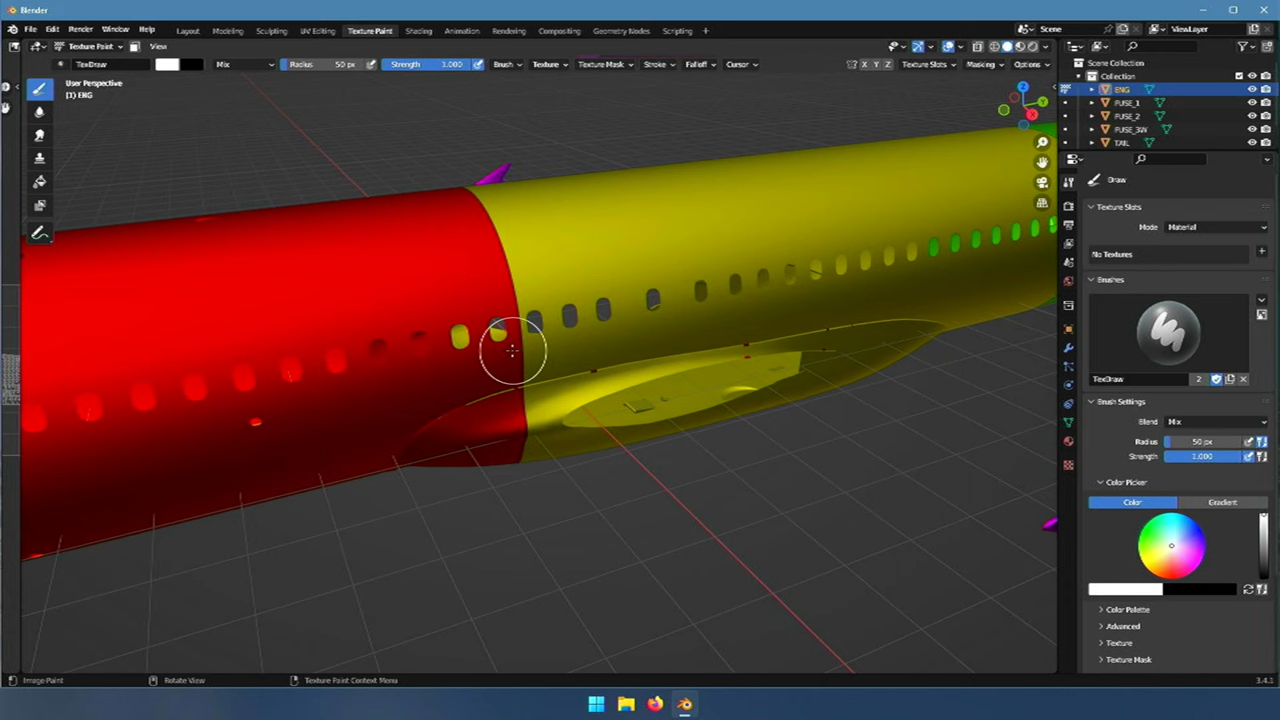 Blender
File Edit Render Window Help Layout Modeling Sculpting UV Editing Texture Paint Shading Animation Compositing Geometry Nodes Rendering Scripting + Scene ViewLayer
Texture Paint View
TexDraw Mix Radius 50 px Strength 1.000 Brush Texture Texture Mask Stroke Falloff Cursor X Y Z Texture Slots Masking Options
User Perspective
(1) ENG
Scene Collection
Collection
ENG
FUSE_1
FUSE_2
FUSE_3W
TAIL
Z
Y
X
Draw
Texture Slots
Mode Material
No Textures
Brushes
TexDraw 2
Brush Settings
Blend Mix
Radius 50 px
Strength 1.000
Color Picker
Color Gradient
Color Palette
Advanced
Texture
Texture Mask
Image Paint Rotate View Texture Paint Context Menu 3.4.1